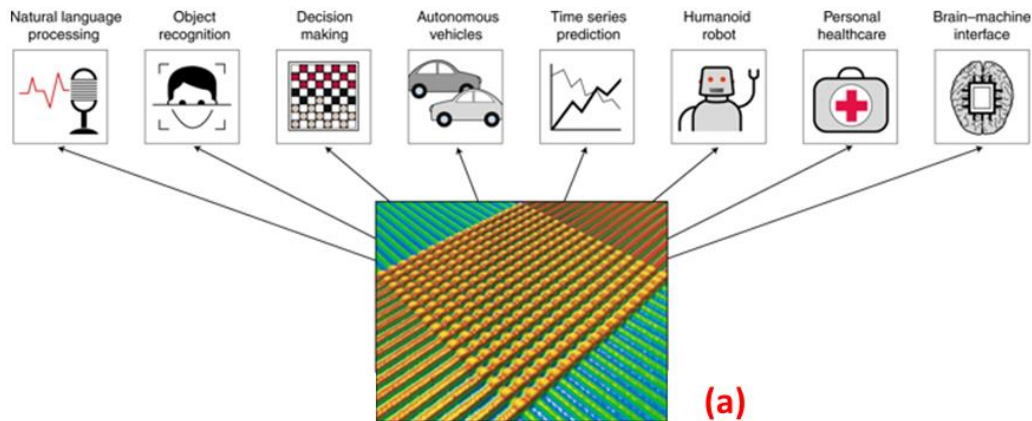 Natural language
processing
Object
recognition
Decision
making
Autonomous
vehicles
Time series
prediction
Humanoid
robot
Personal
healthcare
Brain–machine
interface
(a)